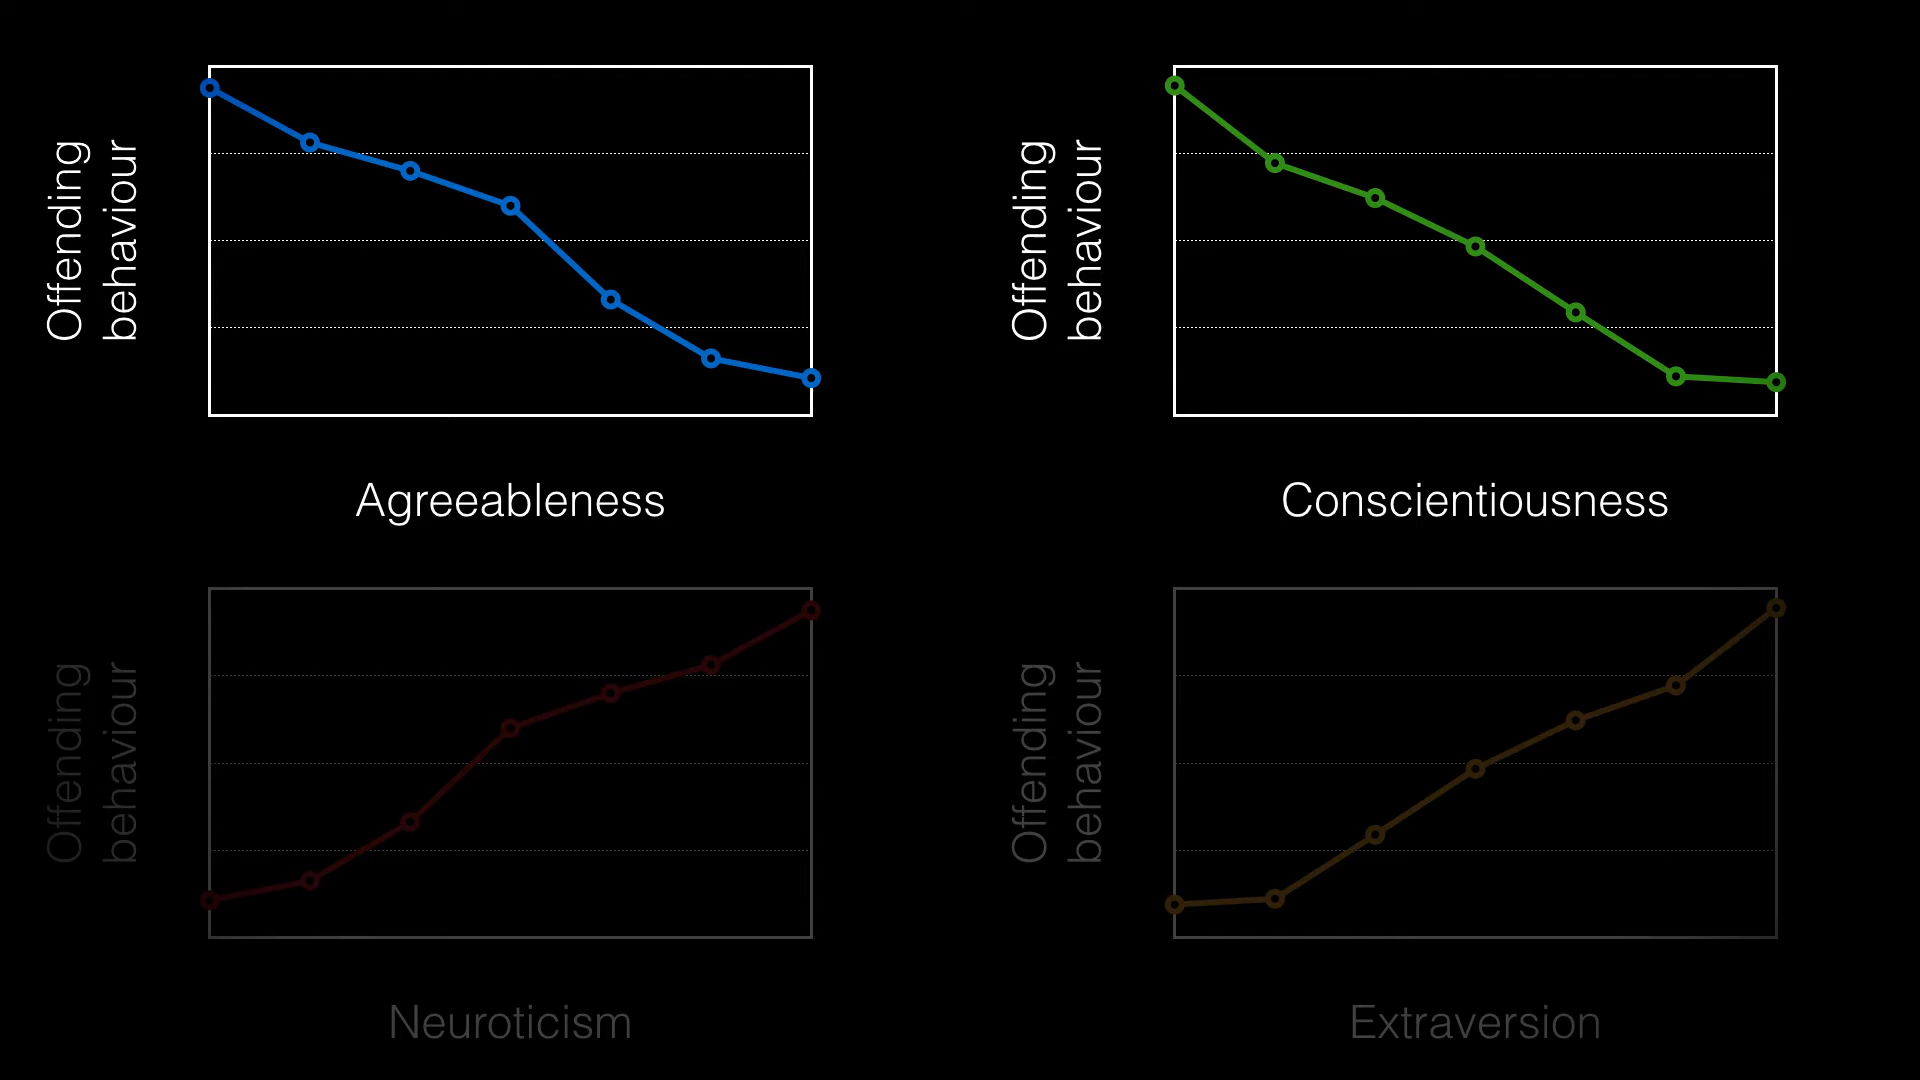 Offending
behaviour
Agreeableness
Offending
behaviour
Conscientiousness
Offending
behaviour
Neuroticism
Offending
behaviour
Extraversion